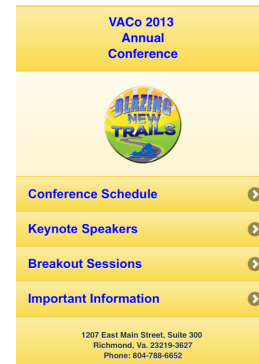 VACo 2013
Annual
Conference
BLAZING
NEW
TRAILS
Conference Schedule
Keynote Speakers
Breakout Sessions
Important Information
1207 East Main Street, Suite 300
Richmond, Va. 23219-3627
Phone: 804-788-6652